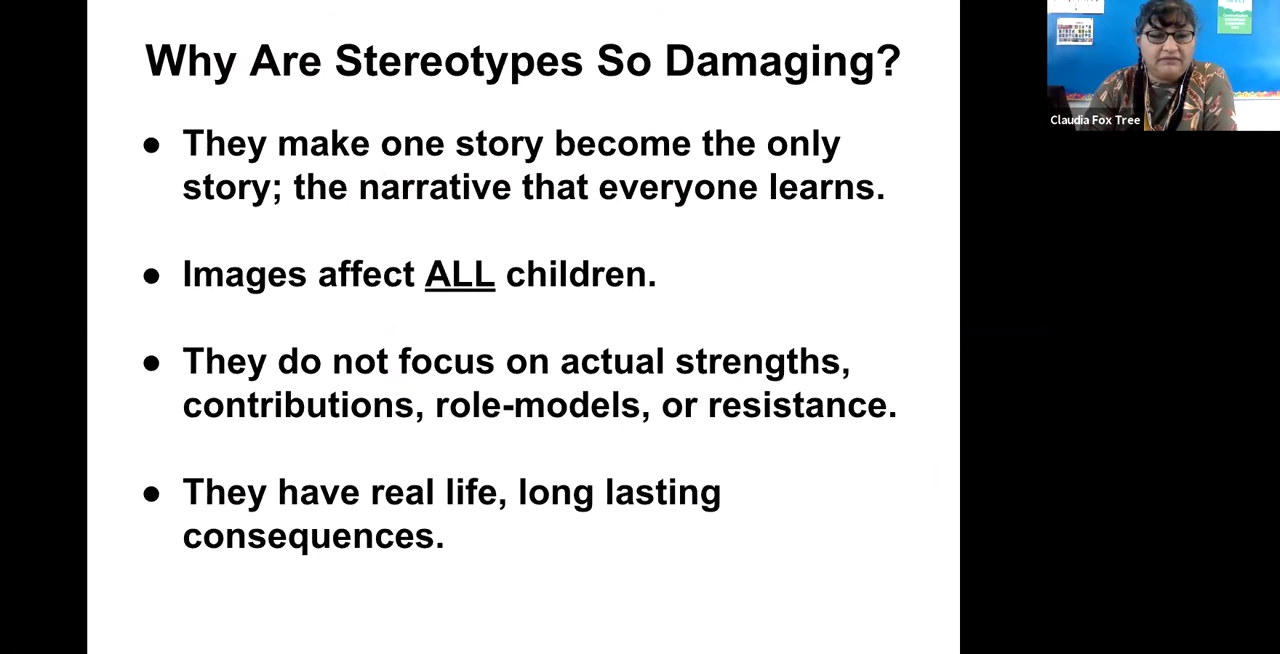 Why Are Stereotypes So Damaging?
● They make one story become the only
story; the narrative that everyone learns.
● Images affect ALL children.
● They do not focus on actual strengths,
contributions, role-models, or resistance.
● They have real life, long lasting
consequences.
Claudia Fox Tree